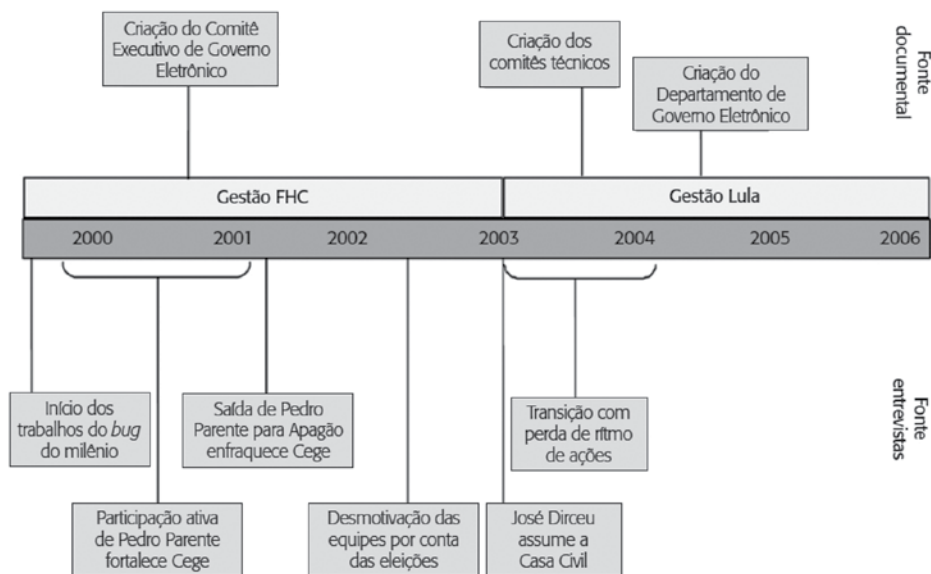 Criação do Comitê
Executivo de Governo
Eletrônico
Criação dos
comitês técnicos
Criação do
Departamento de
Governo Eletrônico
Fonte
documental
Gestão FHC
Gestão Lula
2000
2001
2002
2003
2004
2005
2006
Início dos
trabalhos do bug
do milênio
Saída de Pedro
Parente para Apagão
enfraquece Cege
Transição com
perda de ritmo
de ações
Fonte
entrevistas
Participação ativa
de Pedro Parente
fortalece Cege
Desmotivação das
equipes por conta
das eleições
José Dirceu
assume a
Casa Civil